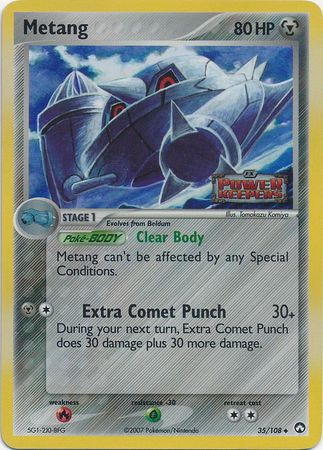 Metang 80 HP
EX
POWER
KEEPERS
Illus. Tomokazu Komiya
STAGE 1 Evolves from Beldum
Poké-BODY Clear Body
Metang can't be affected by any Special
Conditions.
Extra Comet Punch 30+
During your next turn, Extra Comet Punch
does 30 damage plus 30 more damage.
weakness resistance -30 retreat cost
5G1-2J0-BFG ©2007 Pokémon/Nintendo 35/108